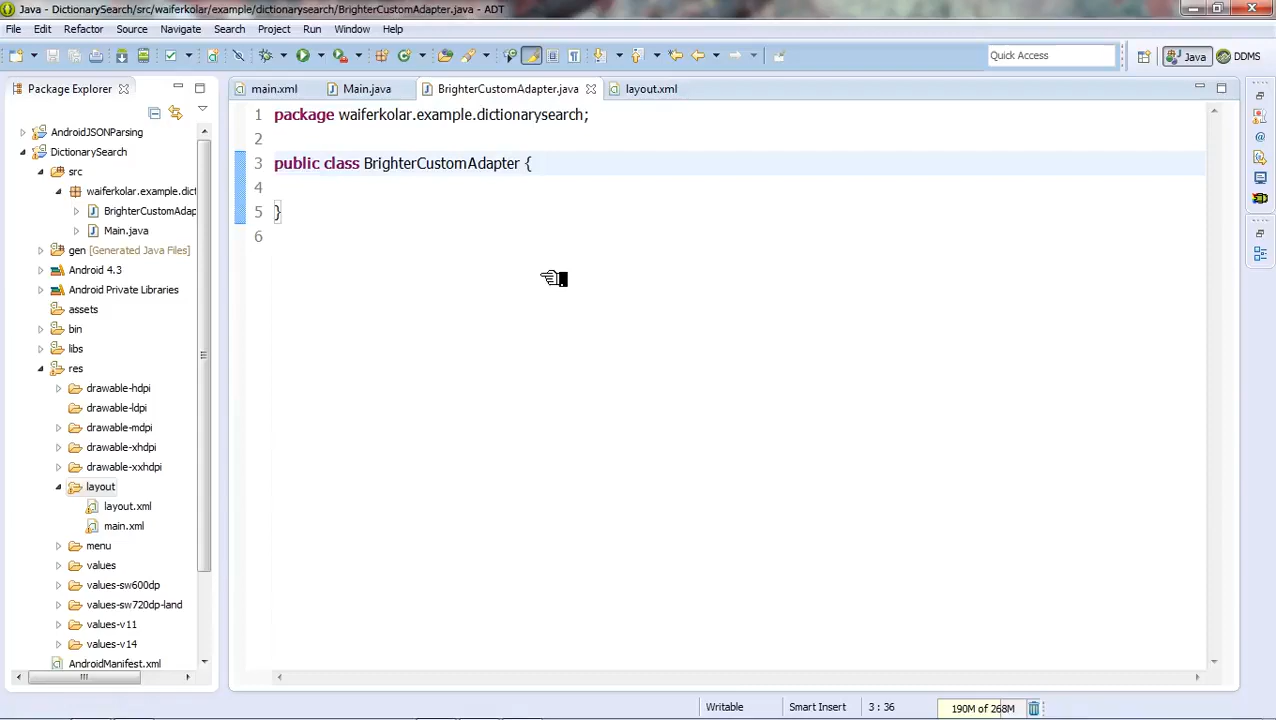 Java - DictionarySearch/src/waiferkolar/example/dictionarysearch/BrighterCustomAdapter.java - ADT
File Edit Refactor Source Navigate Search Project Run Window Help
Quick Access
Java
DDMS
Package Explorer
main.xml
Main.java
BrighterCustomAdapter.java
layout.xml
AndroidJSONParsing
DictionarySearch
src
waiferkolar.example.dict
BrighterCustomAdap
Main.java
gen [Generated Java Files]
Android 4.3
Android Private Libraries
assets
bin
libs
res
drawable-hdpi
drawable-ldpi
drawable-mdpi
drawable-xhdpi
drawable-xxhdpi
layout
layout.xml
main.xml
menu
values
values-sw600dp
values-sw720dp-land
values-v11
values-v14
AndroidManifest.xml
1 package waiferkolar.example.dictionarysearch;
2
3 public class BrighterCustomAdapter {
4
5 }
6
Writable
Smart Insert
3 : 36
190M of 268M